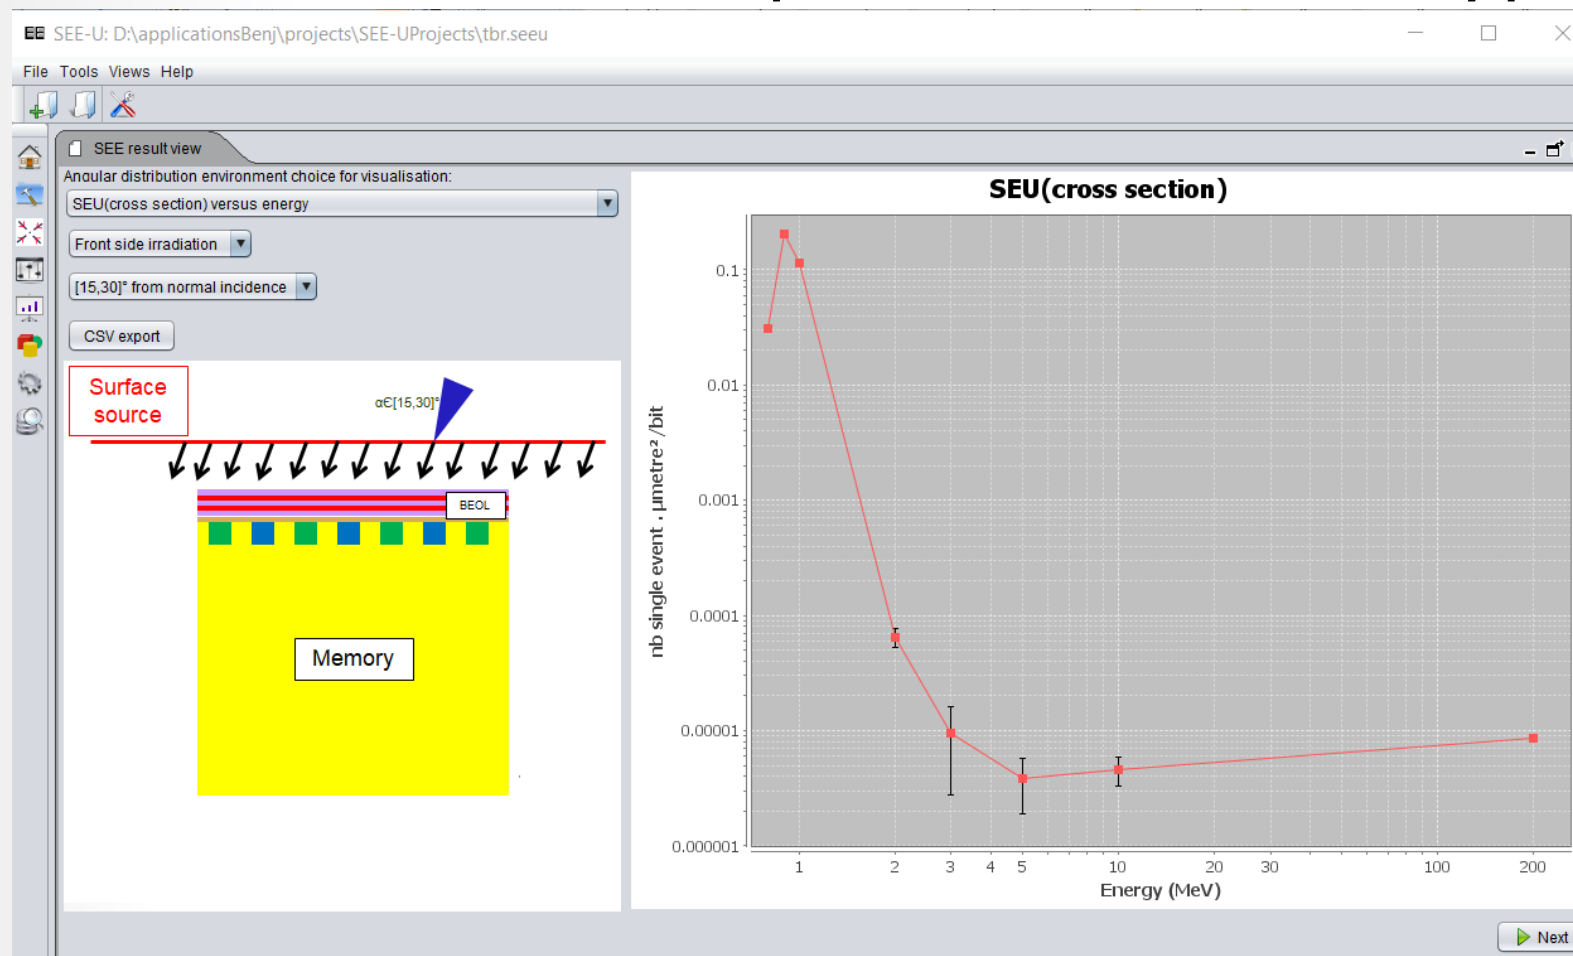 EE SEE-U: D:\applicationsBenj\projects\SEE-UProjects\tbr.seeu
File Tools Views Help
SEE result view
Angular distribution environment choice for visualisation:
SEU(cross section) versus energy
Front side irradiation
[15,30]° from normal incidence
CSV export
Surface
source
αЄ[15,30]°
BEOL
Memory
SEU(cross section)
nb single event . µmetre²/bit
0.1
0.01
0.001
0.0001
0.00001
0.000001
1 2 3 4 5 10 20 30 100 200
Energy (MeV)
Next